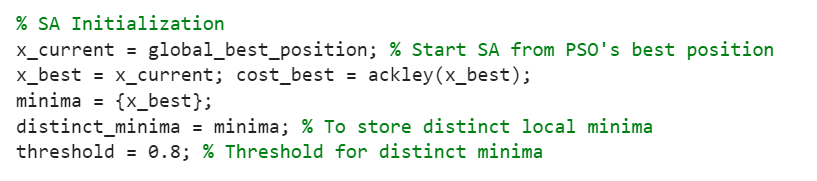 % SA Initialization
x_current = global_best_position; % Start SA from PSO's best position
x_best = x_current; cost_best = ackley(x_best);
minima = {x_best};
distinct_minima = minima; % To store distinct local minima
threshold = 0.8; % Threshold for distinct minima